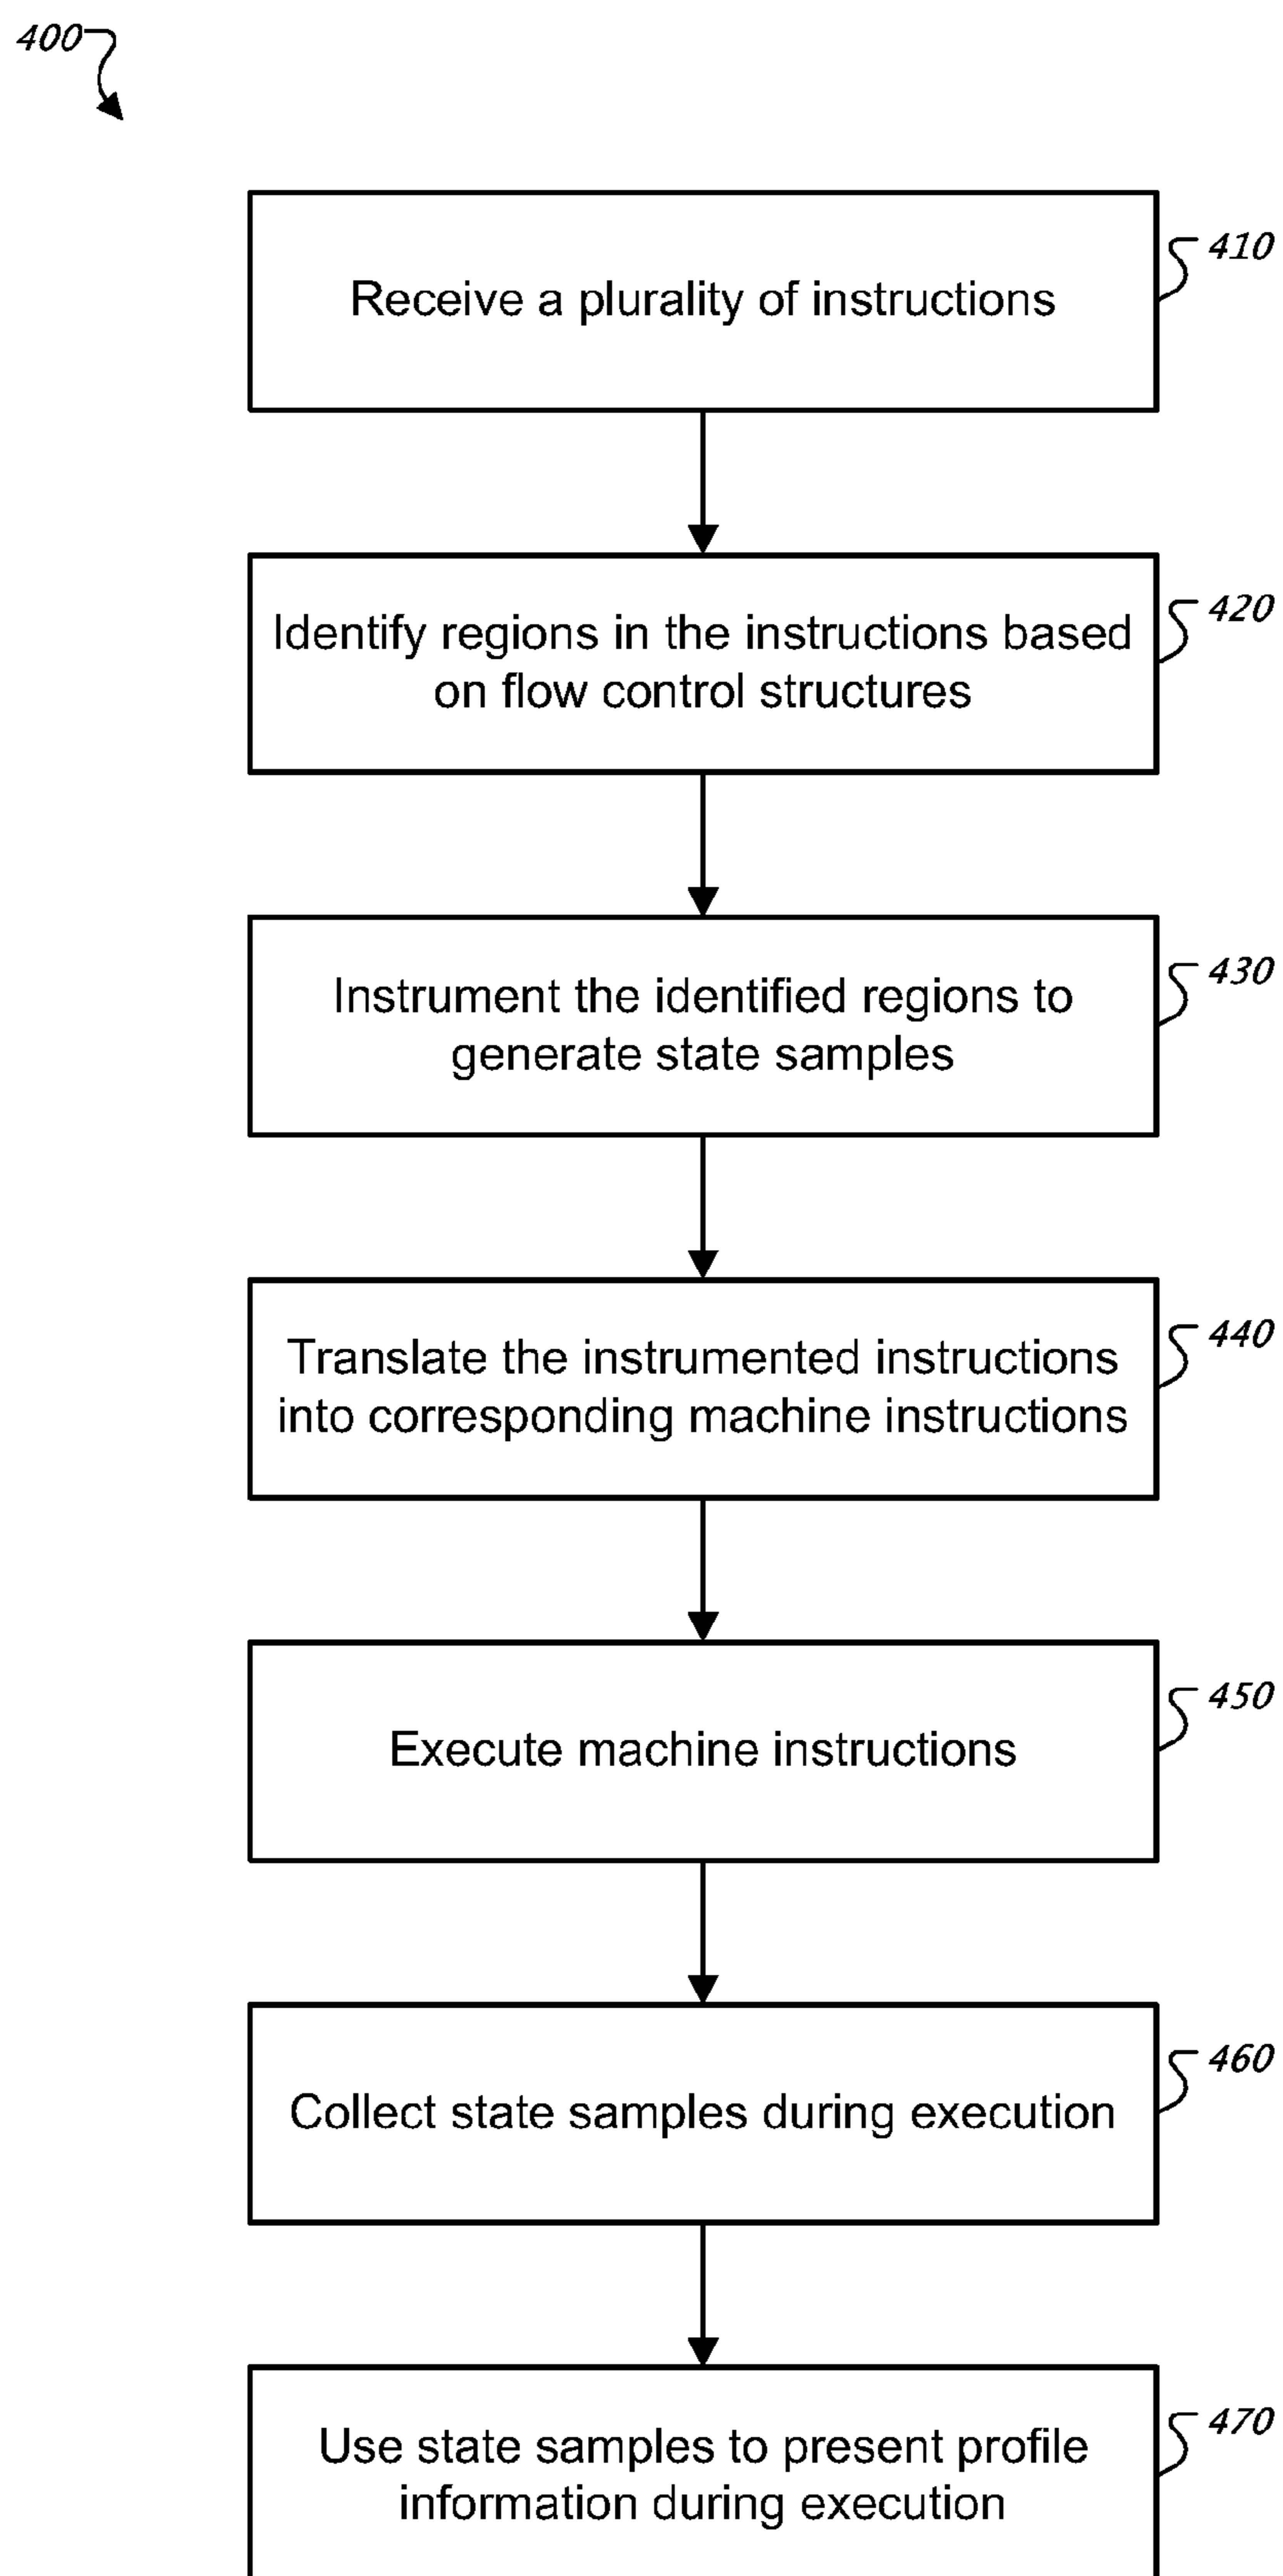 400
Receive a plurality of instructions
410
Identify regions in the instructions based
on flow control structures
420
Instrument the identified regions to
generate state samples
430
Translate the instrumented instructions
into corresponding machine instructions
440
Execute machine instructions
450
Collect state samples during execution
460
Use state samples to present profile
information during execution
470